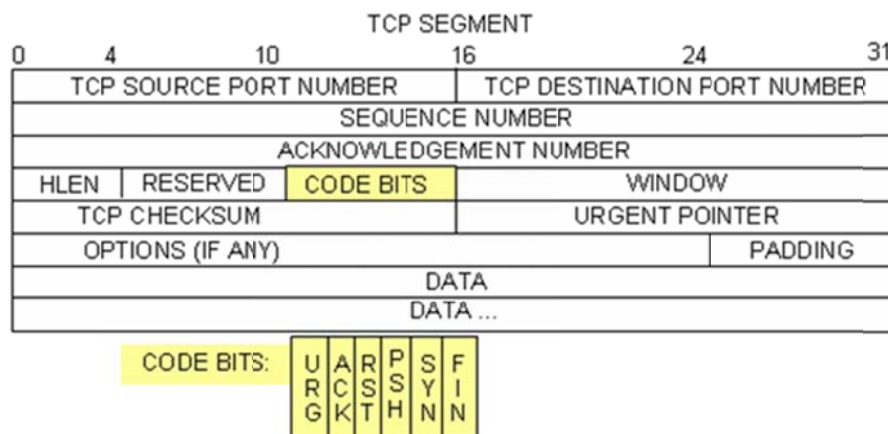 TCP SEGMENT
0 4 10 16 24 31
TCP SOURCE PORT NUMBER TCP DESTINATION PORT NUMBER
SEQUENCE NUMBER
ACKNOWLEDGEMENT NUMBER
HLEN RESERVED CODE BITS WINDOW
TCP CHECKSUM URGENT POINTER
OPTIONS (IF ANY) PADDING
DATA
DATA ...
CODE BITS: URG ACK RST PSH SYN FIN